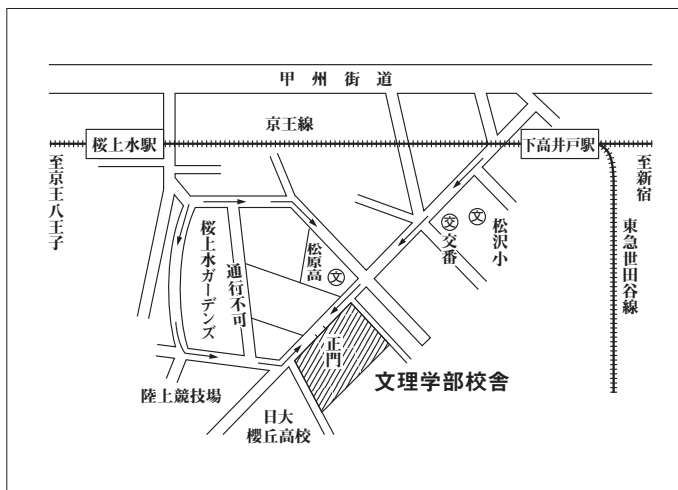 甲州街道
京王線
桜上水駅
下高井戸駅
至京王八王子
至新宿
東急世田谷線
桜上水ガーデンズ
通行不可
松原高
文
交
交番
文
松沢小
正門
文理学部校舎
陸上競技場
日大
櫻丘高校